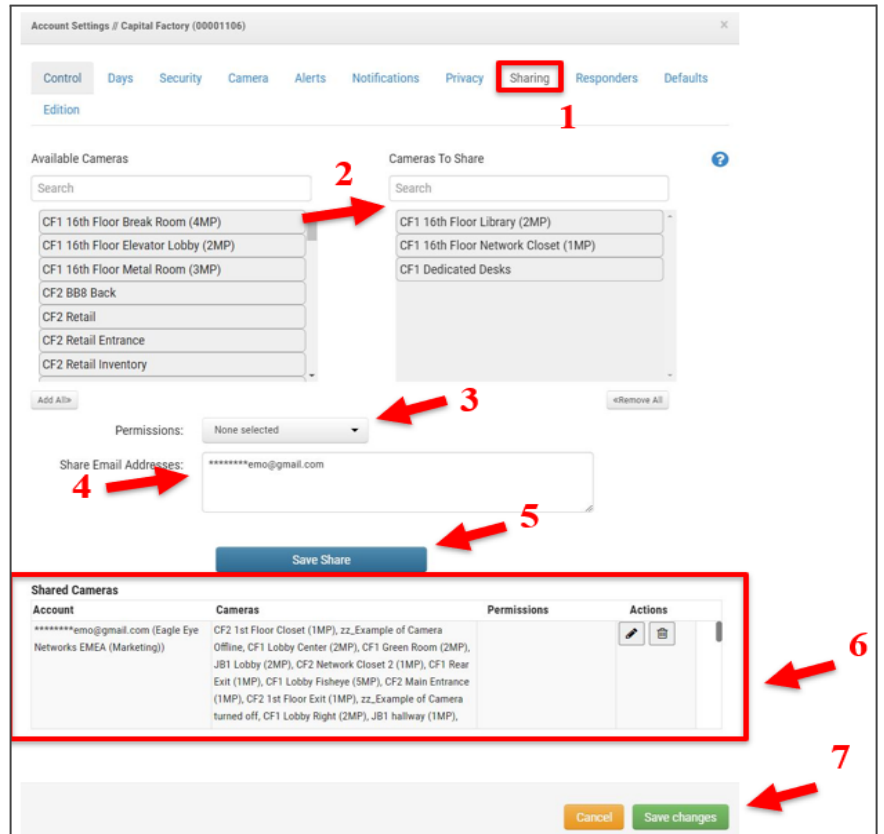 Account Settings // Capital Factory (00001106) ×
Control Days Security Camera Alerts Notifications Privacy Sharing Responders Defaults
Edition
1
Available Cameras Cameras To Share ?
2
Search Search
CF1 16th Floor Break Room (4MP) CF1 16th Floor Library (2MP)
CF1 16th Floor Elevator Lobby (2MP) CF1 16th Floor Network Closet (1MP)
CF1 16th Floor Metal Room (3MP) CF1 Dedicated Desks
CF2 BB8 Back
CF2 Retail
CF2 Retail Entrance
CF2 Retail Inventory
Add All» «Remove All
3
Permissions: None selected
Share Email Addresses: ********emo@gmail.com
4
5
Save Share
Shared Cameras
Account Cameras Permissions Actions
********emo@gmail.com (Eagle Eye CF2 1st Floor Closet (1MP), zz_Example of Camera
Networks EMEA (Marketing)) Offline, CF1 Lobby Center (2MP), CF1 Green Room (2MP),
JB1 Lobby (2MP), CF2 Network Closet 2 (1MP), CF1 Rear
Exit (1MP), CF1 Lobby Fisheye (5MP), CF2 Main Entrance
(1MP), CF2 1st Floor Exit (1MP), zz_Example of Camera
turned off, CF1 Lobby Right (2MP), JB1 hallway (1MP),
6
7
Cancel Save changes